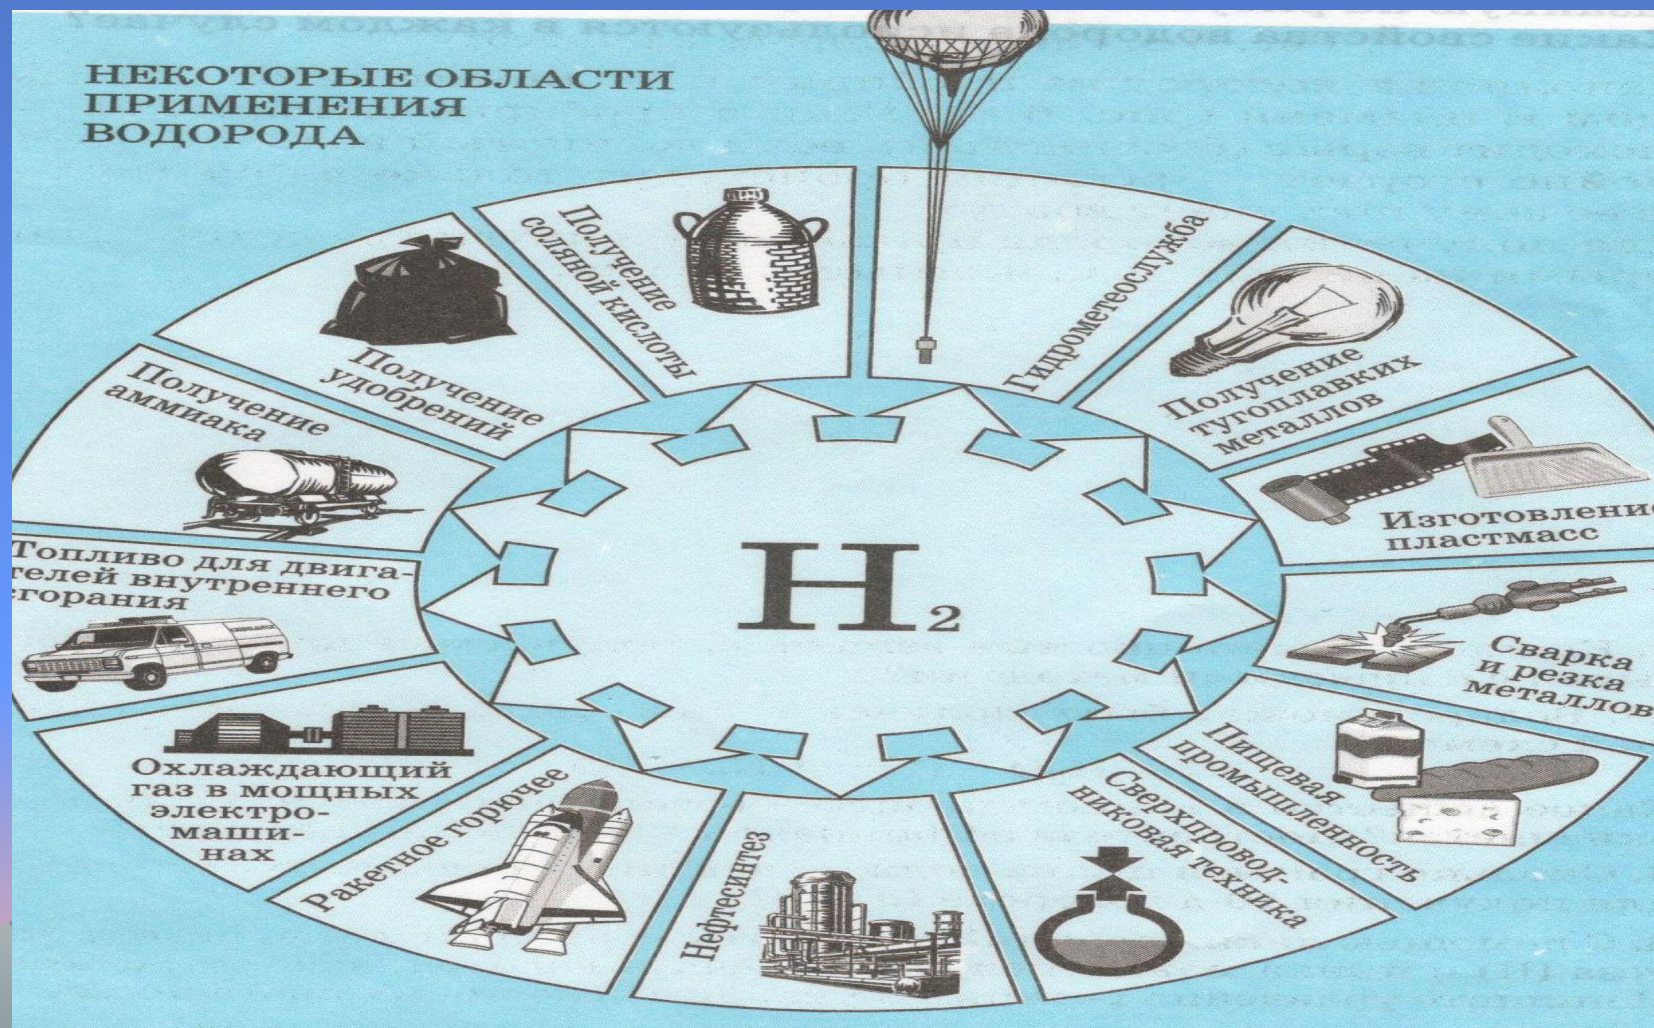 НЕКОТОРЫЕ ОБЛАСТИ
ПРИМЕНЕНИЯ
ВОДОРОДА
Гидрометеослужба
Получение
тугоплавких
металлов
Изготовление
пластмасс
Сварка
и резка
металлов
Пищевая
промышленность
Сверхпровод-
никовая техника
Нефтесинтез
Ракетное горючее
Охлаждающий
газ в мощных
электро-
маши-
нах
Топливо для двига-
телей внутреннего
сгорания
Получение
аммиака
Получение
удобрений
Получение
соляной кислоты
H2